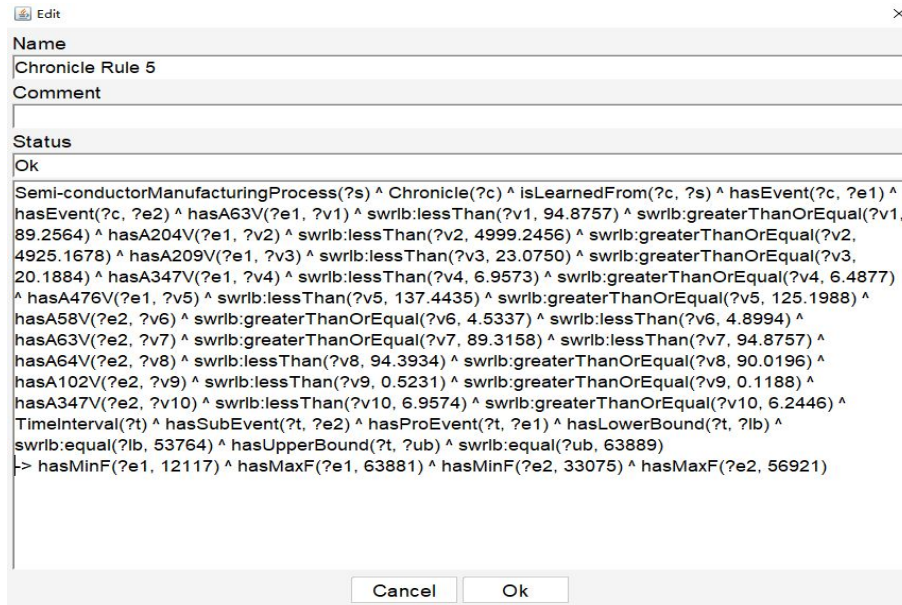 Edit
Name
Chronicle Rule 5
Comment
Status
Ok
Semi-conductorManufacturingProcess(?s) ^ Chronicle(?c) ^ isLearnedFrom(?c, ?s) ^ hasEvent(?c, ?e1) ^
hasEvent(?c, ?e2) ^ hasA63V(?e1, ?v1) ^ swrlb:lessThan(?v1, 94.8757) ^ swrlb:greaterThanOrEqual(?v1,
89.2564) ^ hasA204V(?e1, ?v2) ^ swrlb:lessThan(?v2, 4999.2456) ^ swrlb:greaterThanOrEqual(?v2,
4925.1678) ^ hasA209V(?e1, ?v3) ^ swrlb:lessThan(?v3, 23.0750) ^ swrlb:greaterThanOrEqual(?v3,
20.1884) ^ hasA347V(?e1, ?v4) ^ swrlb:lessThan(?v4, 6.9573) ^ swrlb:greaterThanOrEqual(?v4, 6.4877)
^ hasA476V(?e1, ?v5) ^ swrlb:lessThan(?v5, 137.4435) ^ swrlb:greaterThanOrEqual(?v5, 125.1988) ^
hasA58V(?e2, ?v6) ^ swrlb:greaterThanOrEqual(?v6, 4.5337) ^ swrlb:lessThan(?v6, 4.8994) ^
hasA63V(?e2, ?v7) ^ swrlb:greaterThanOrEqual(?v7, 89.3158) ^ swrlb:lessThan(?v7, 94.8757) ^
hasA64V(?e2, ?v8) ^ swrlb:lessThan(?v8, 94.3934) ^ swrlb:greaterThanOrEqual(?v8, 90.0196) ^
hasA102V(?e2, ?v9) ^ swrlb:lessThan(?v9, 0.5231) ^ swrlb:greaterThanOrEqual(?v9, 0.1188) ^
hasA347V(?e2, ?v10) ^ swrlb:lessThan(?v10, 6.9574) ^ swrlb:greaterThanOrEqual(?v10, 6.2446) ^
TimeInterval(?t) ^ hasSubEvent(?t, ?e2) ^ hasProEvent(?t, ?e1) ^ hasLowerBound(?t, ?lb) ^
swrlb:equal(?lb, 53764) ^ hasUpperBound(?t, ?ub) ^ swrlb:equal(?ub, 63889)
-> hasMinF(?e1, 12117) ^ hasMaxF(?e1, 63881) ^ hasMinF(?e2, 33075) ^ hasMaxF(?e2, 56921)
Cancel
Ok